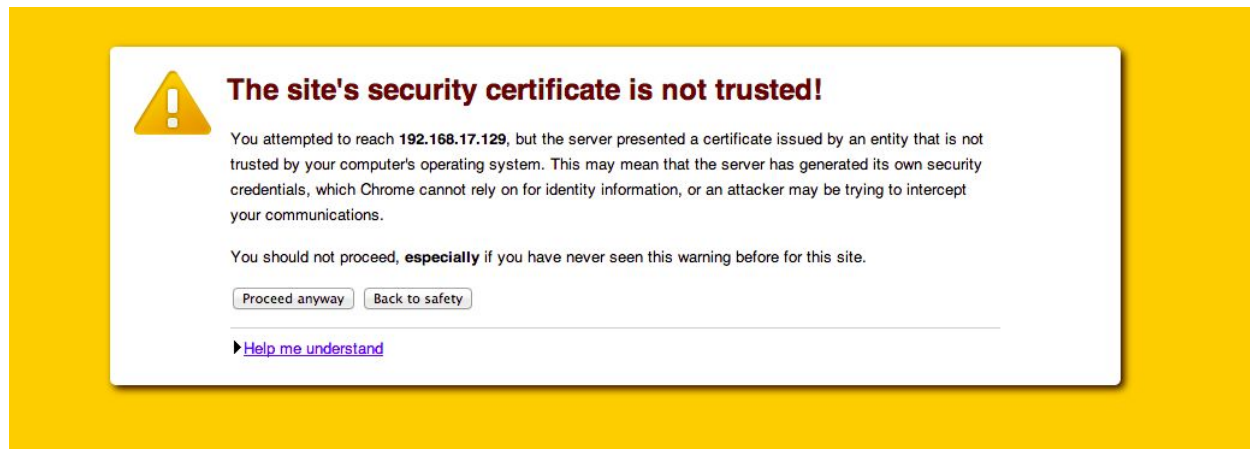 The site's security certificate is not trusted!
You attempted to reach 192.168.17.129, but the server presented a certificate issued by an entity that is not
trusted by your computer's operating system. This may mean that the server has generated its own security
credentials, which Chrome cannot rely on for identity information, or an attacker may be trying to intercept
your communications.
You should not proceed, especially if you have never seen this warning before for this site.
Proceed anyway Back to safety
Help me understand